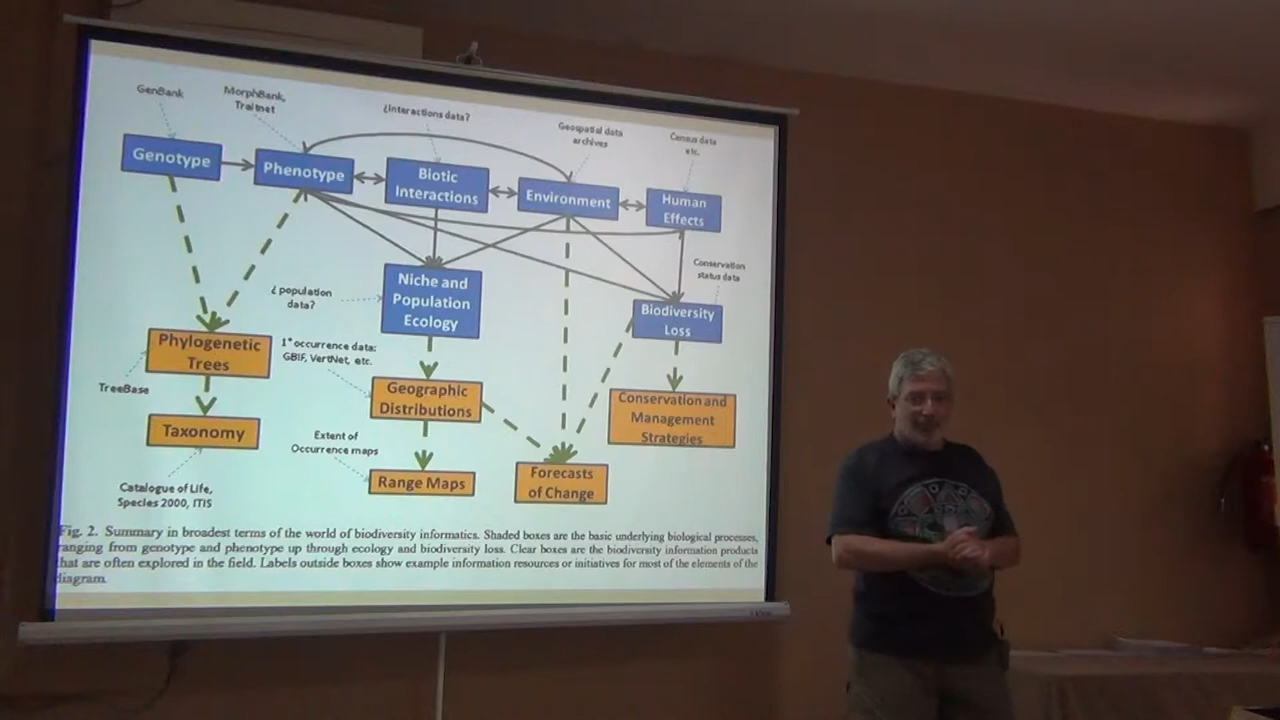 GenBank
MorphBank,
Traitnet
¿Interactions data?
Geospatial data
archives
Census data
etc.
Genotype
Phenotype
Biotic
Interactions
Environment
Human
Effects
Conservation
status data
¿ population
data?
Niche and
Population
Ecology
Biodiversity
Loss
Phylogenetic
Trees
1° occurrence data:
GBIF, VertNet, etc.
TreeBase
Geographic
Distributions
Conservation and
Management
Strategies
Taxonomy
Extent of
Occurrence maps
Range Maps
Forecasts
of Change
Catalogue of Life,
Species 2000, ITIS
Fig. 2. Summary in broadest terms of the world of biodiversity informatics. Shaded boxes are the basic underlying biological processes,
ranging from genotype and phenotype up through ecology and biodiversity loss. Clear boxes are the biodiversity information products
that are often explored in the field. Labels outside boxes show example information resources or initiatives for most of the elements of the
diagram.